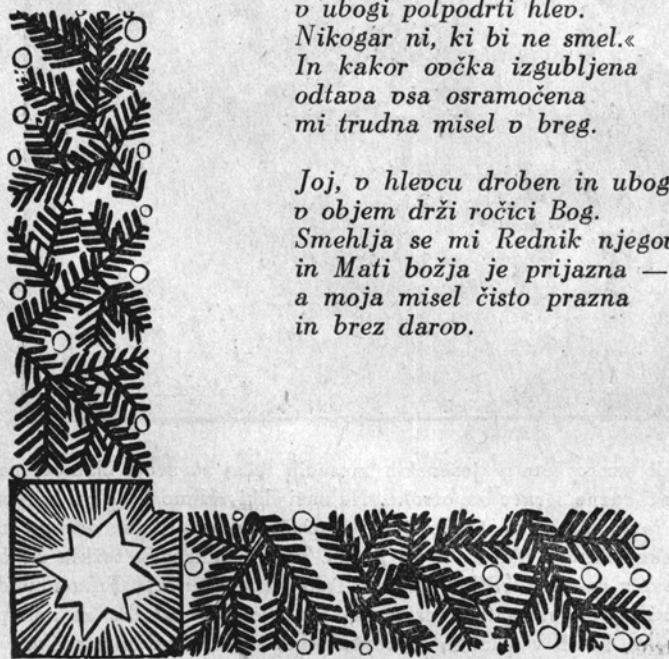 v ubogi polpodrti hlev.
Nikogar ni, ki bi ne smel.«
In kakor ovčka izgubljena
odtava vsa osramočena
mi trudna misel v breg.
Joj, v hlevcu droben in ubog
v objem drži ročici Bog.
Smehlja se mi Rednik njegov
in Mati božja je prijazna —
a moja misel čisto prazna
in brez darov.